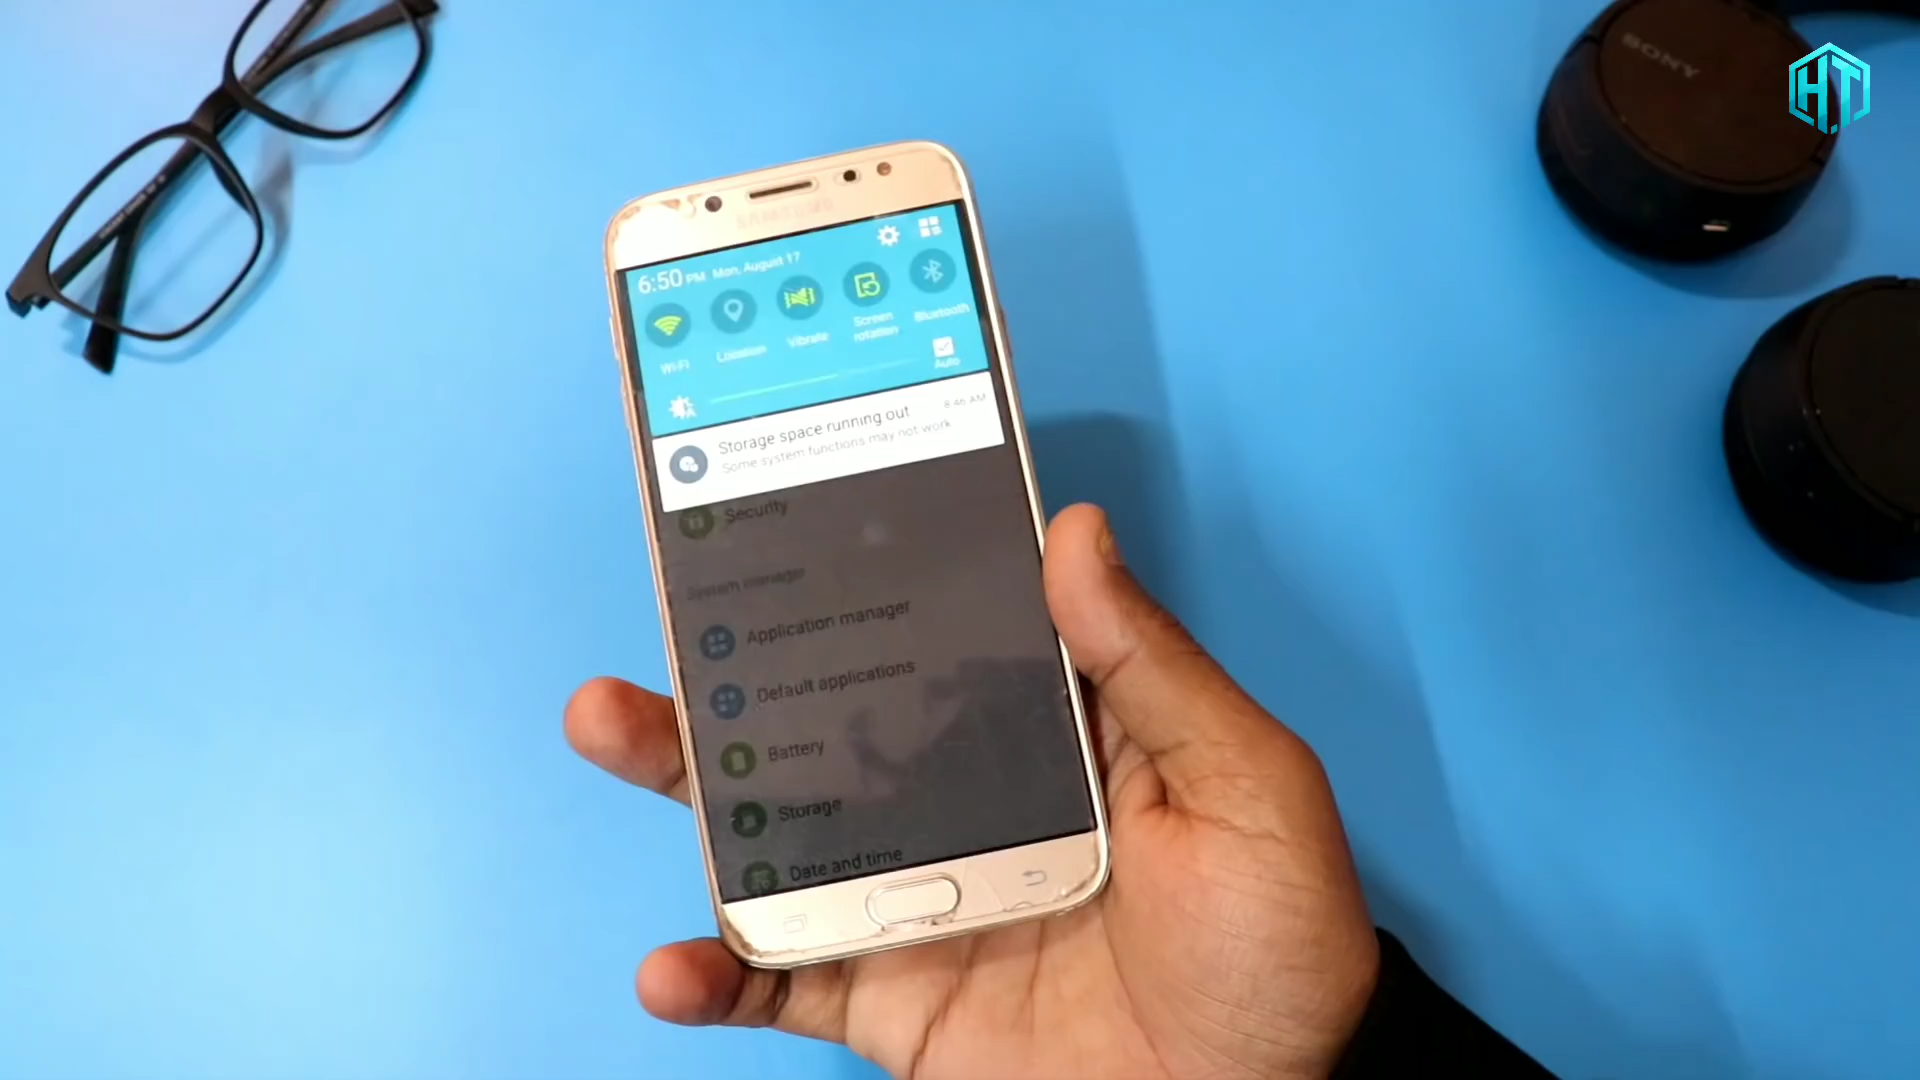 SONY
HT
SAMSUNG
6:50 PM Mon, August 17
Wi-Fi
Location
Vibrate
Screen
rotation
Bluetooth
Auto
Storage space running out
8:46 AM
Some system functions may not work
Security
System manager
Application manager
Default applications
Battery
Storage
Date and time